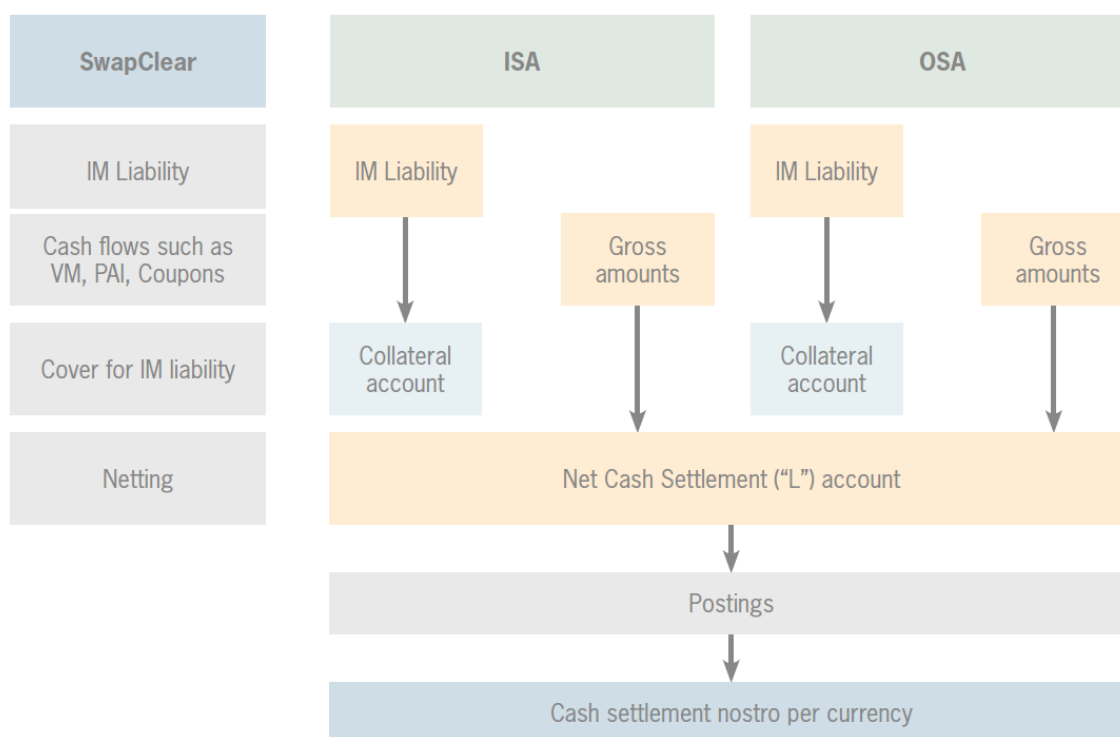 SwapClear
ISA
OSA
IM Liability
IM Liability
IM Liability
Cash flows such as
VM, PAI, Coupons
Gross
amounts
Gross
amounts
Cover for IM liability
Collateral
account
Collateral
account
Netting
Net Cash Settlement (“L”) account
Postings
Cash settlement nostro per currency